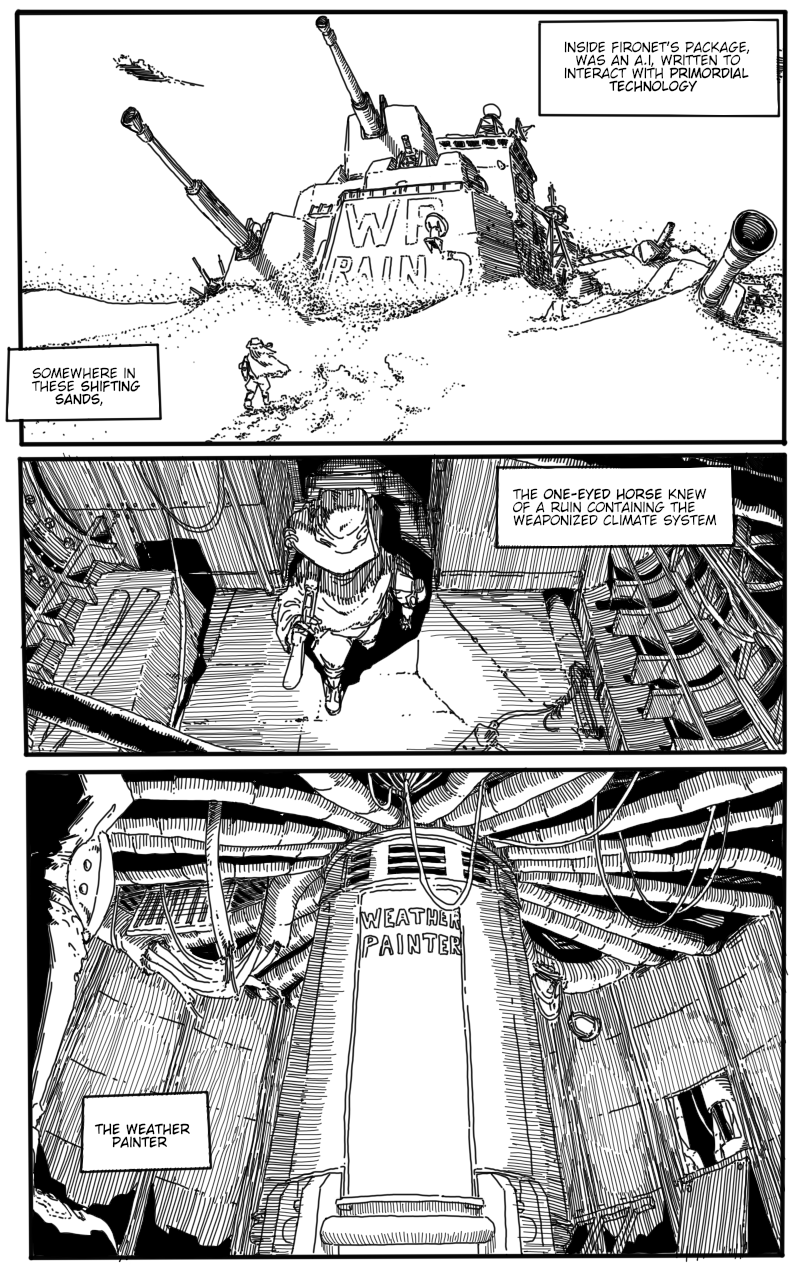 INSIDE FIRONET'S PACKAGE,
WAS AN A.I, WRITTEN TO
INTERACT WITH PRIMORDIAL
TECHNOLOGY
WP
RAIN
SOMEWHERE IN
THESE SHIFTING
SANDS,
THE ONE-EYED HORSE KNEW
OF A RUIN CONTAINING THE
WEAPONIZED CLIMATE SYSTEM
WEATHER
PAINTER
THE WEATHER
PAINTER